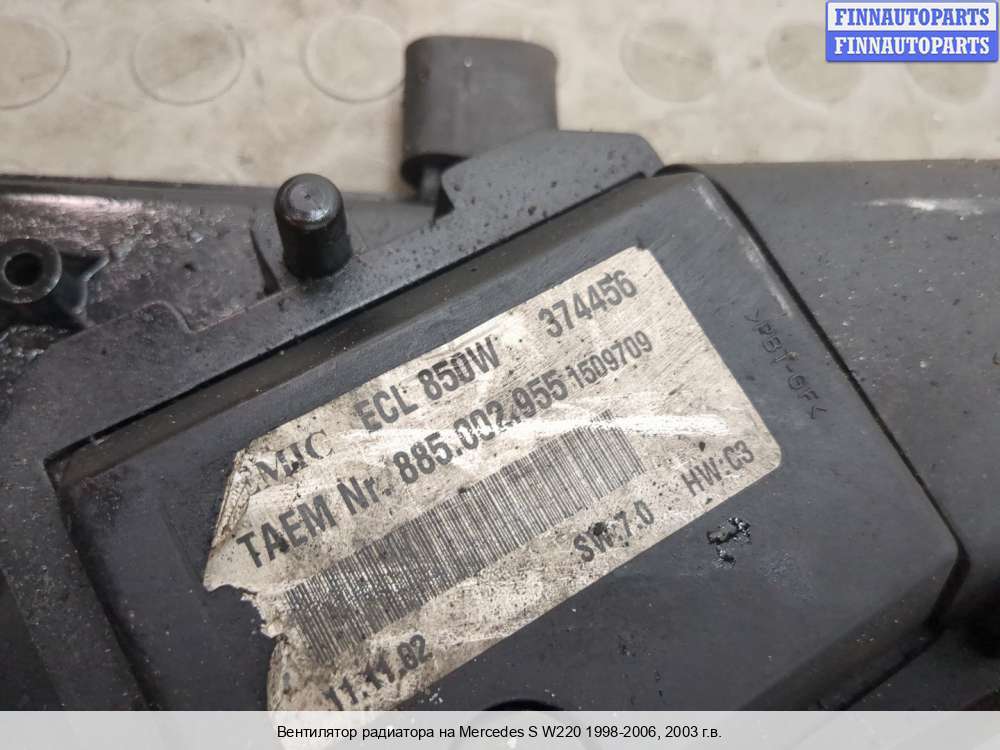 FINNAUTOPARTS
FINNAUTOPARTS
ECL 850W 374456
TAEM Nr. 885.002.955 1509709
SW:7.0 HW:C3
11.11.02
>PBT-GF<
Вентилятор радиатора на Mercedes S W220 1998-2006, 2003 г.в.